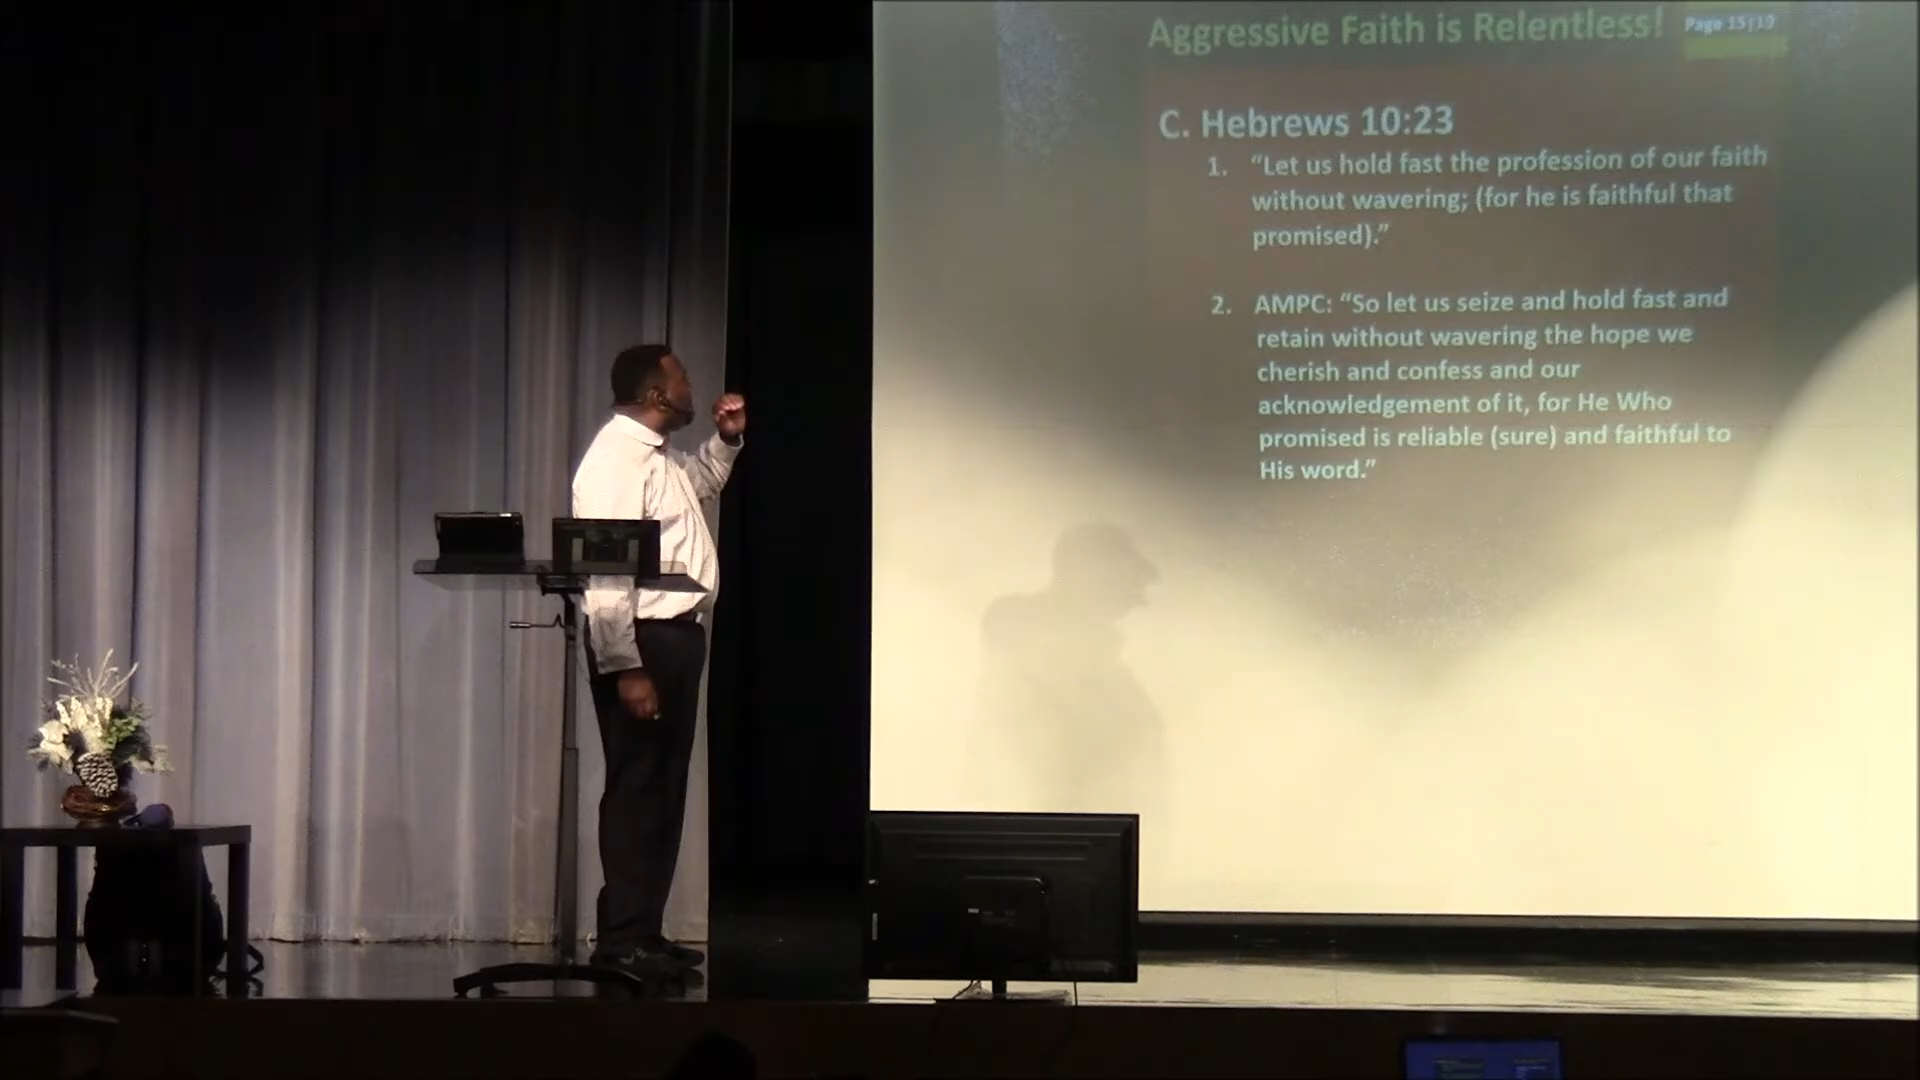 Aggressive Faith is Relentless!
Page 15|19
C. Hebrews 10:23
1. “Let us hold fast the profession of our faith
without wavering; (for he is faithful that
promised).”
2. AMPC: “So let us seize and hold fast and
retain without wavering the hope we
cherish and confess and our
acknowledgement of it, for He Who
promised is reliable (sure) and faithful to
His word.”